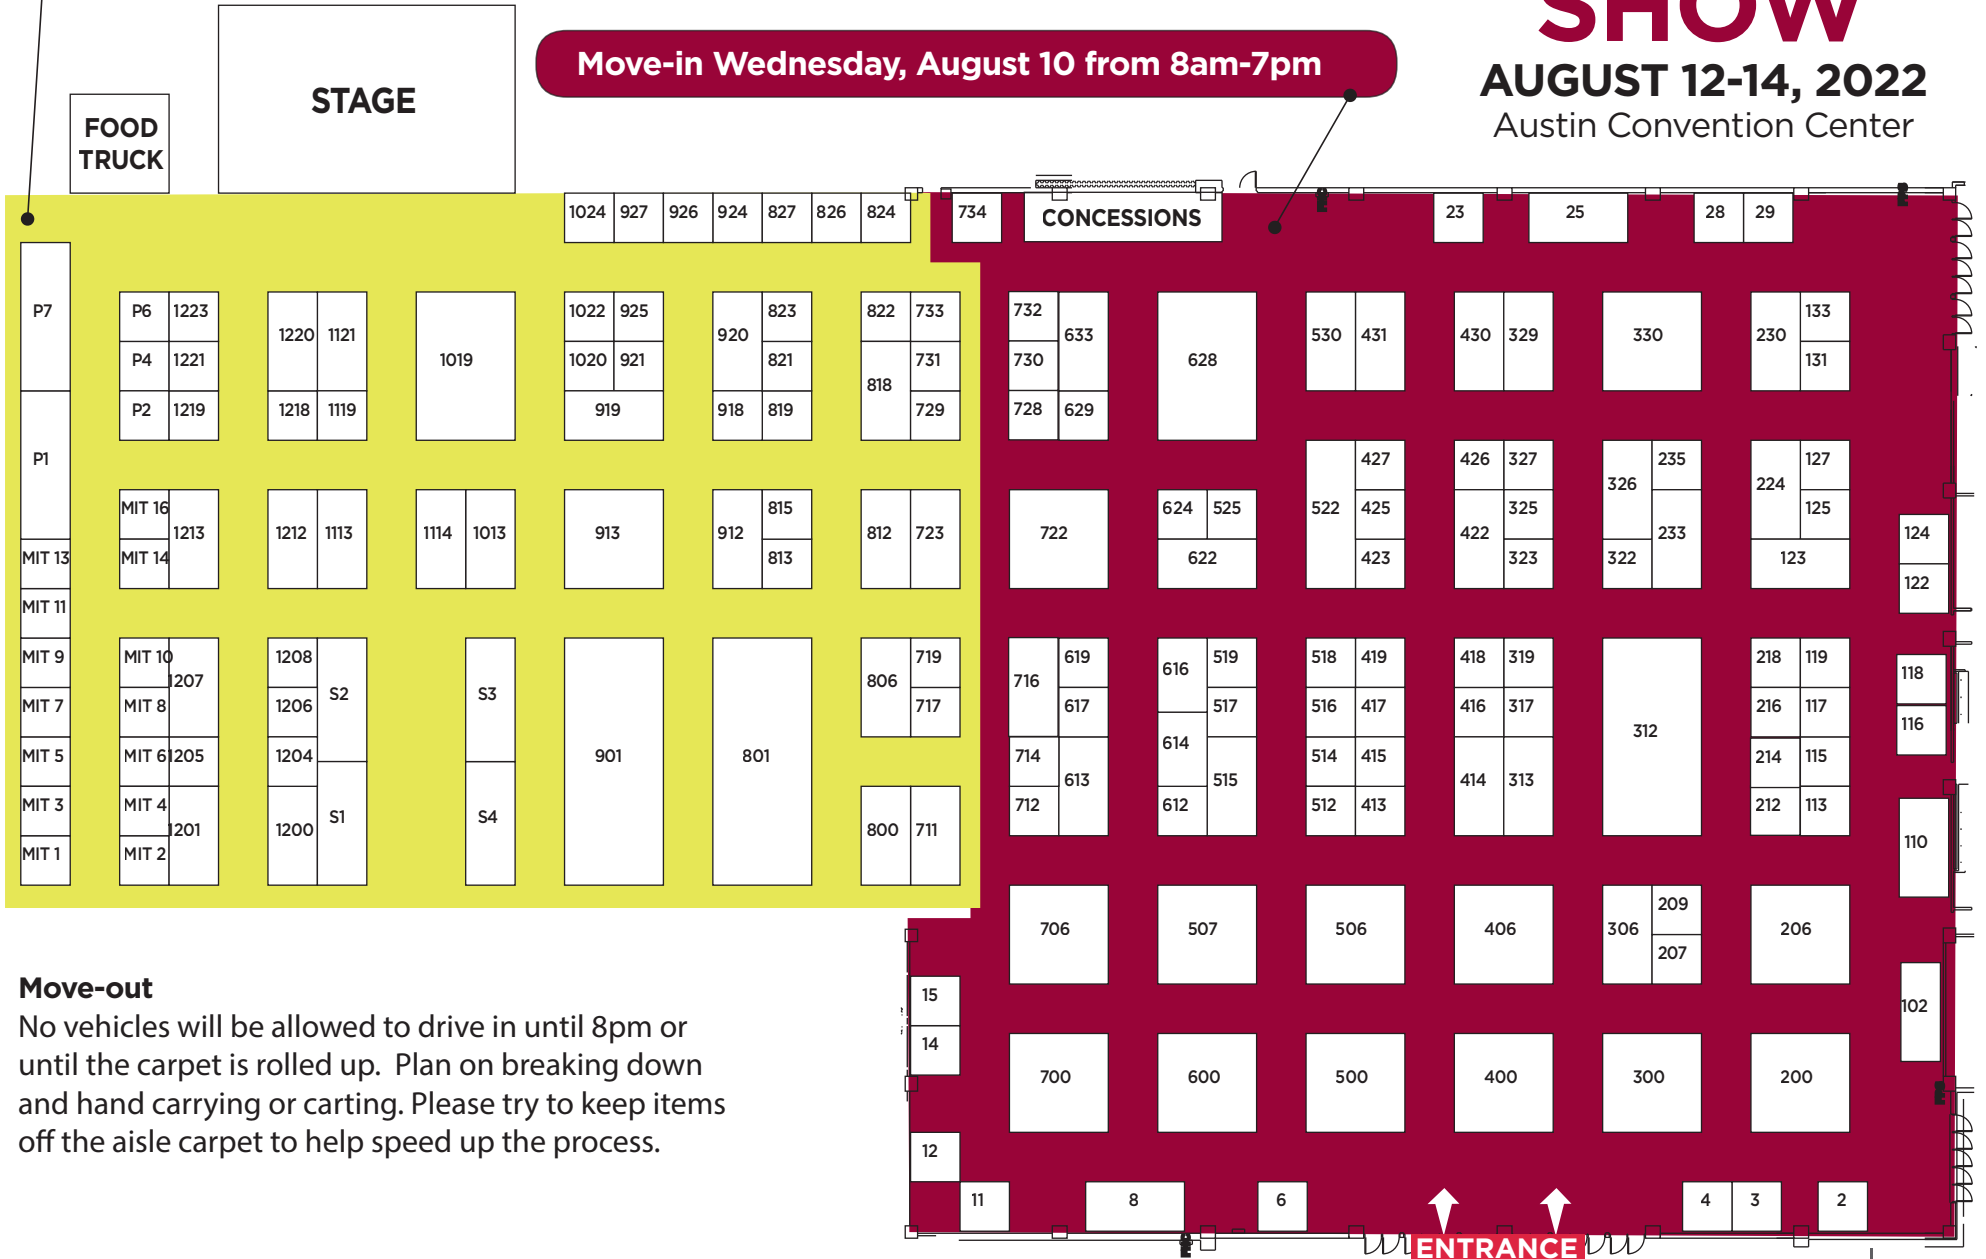 SHOW
AUGUST 12-14, 2022
Austin Convention Center
Move-in Wednesday, August 10 from 8am-7pm
STAGE
FOOD
TRUCK
1024 927 926 924 827 826 824
734
CONCESSIONS
23 25 28 29
P7 P6 1223 1220 1121 1019 1022 925 920 823 822 733 732 633 628 530 431 430 329 330 230 133
P4 1221 1020 921 821 818 731 730 131
P2 1219 1218 1119 919 918 819 729 728 629
P1 427 426 327 326 235 224 127
MIT 16 1213 1212 1113 1114 1013 913 912 815 812 723 722 624 525 522 425 422 325 233 125
MIT 13 MIT 14 813 622 423 323 322 123 124
MIT 11 122
MIT 9 MIT 10 1207 1208 S2 S3 806 719 716 619 616 519 518 419 418 319 312 218 119 118
MIT 7 MIT 8 1206 717 617 517 516 417 416 317 216 117 116
MIT 5 MIT 6 1205 1204 901 801 714 613 614 515 514 415 414 313 214 115
MIT 3 MIT 4 1201 1200 S1 S4 800 711 712 612 512 413 212 113
MIT 1 MIT 2 110
706 507 506 406 306 209 206
207
15 102
14 700 600 500 400 300 200
12
11 8 6 4 3 2
ENTRANCE
Move-out
No vehicles will be allowed to drive in until 8pm or
until the carpet is rolled up. Plan on breaking down
and hand carrying or carting. Please try to keep items
off the aisle carpet to help speed up the process.